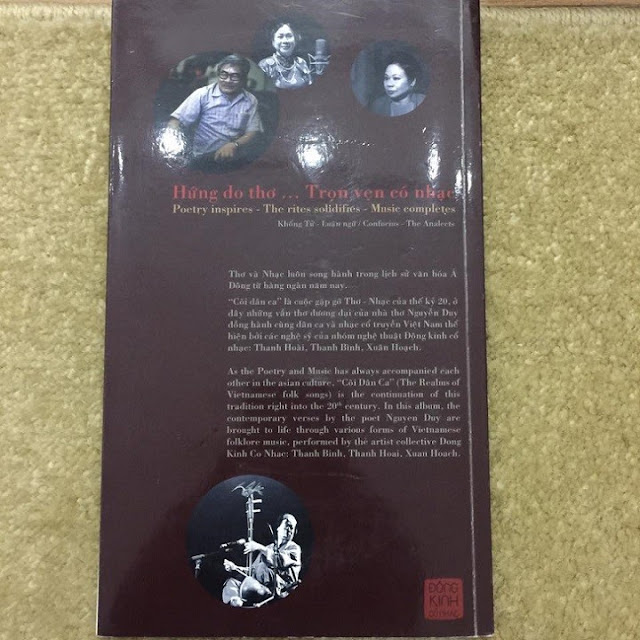 Hứng do thơ ... Trọn vẹn có nhạc
Poetry inspires - The rites solidifies - Music completes
Khổng Tử - Luận ngữ / Confucius - The Analects
Thơ và Nhạc luôn song hành trong lịch sử văn hóa Á
Đông từ hàng ngàn năm nay....
"Cõi dân ca" là cuộc gặp gỡ Thơ - Nhạc của thế kỷ 20, ở
đây những vần thơ đương đại của nhà thơ Nguyễn Duy
đồng hành cùng dân ca và nhạc cổ truyền Việt Nam thể
hiện bởi các nghệ sỹ của nhóm nghệ thuật Đông kinh cổ
nhạc: Thanh Hoài, Thanh Bình, Xuân Hoạch.
As the Poetry and Music has always accompanied each
other in the asian culture, "Cõi Dân Ca" (The Realms of
Vietnamese folk songs) is the continuation of this
tradition right into the 20th century. In this album, the
contemporary verses by the poet Nguyen Duy are
brought to life through various forms of Vietnamese
folklore music, performed by the artist collective Dong
Kinh Co Nhac: Thanh Binh, Thanh Hoai, Xuan Hoach.
ĐÔNG
KINH
CỔ NHẠC